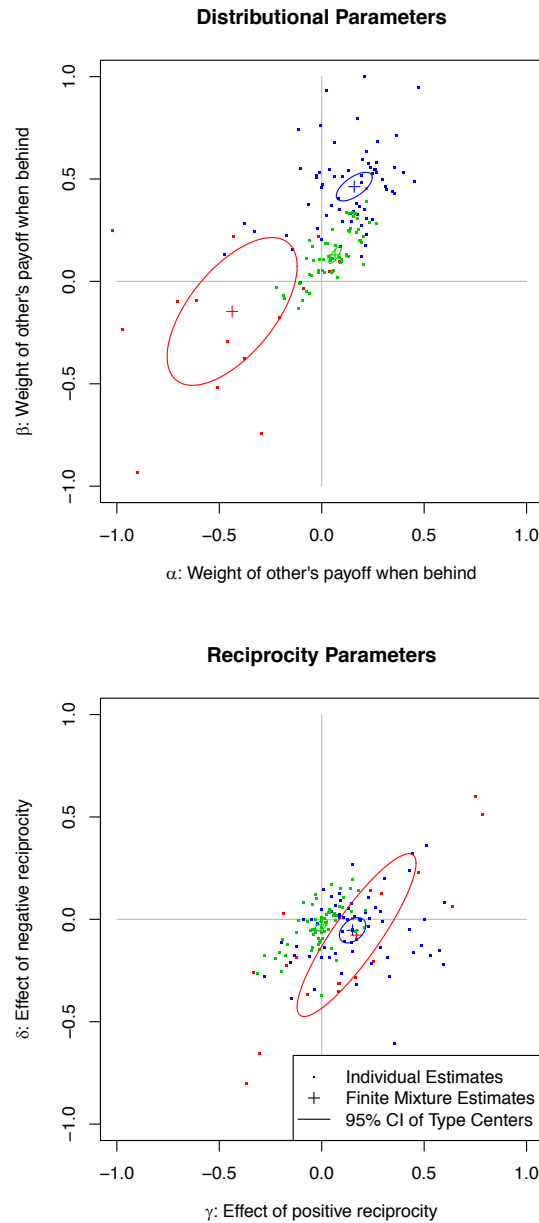 Distributional Parameters
1.0
0.5
0.0
−0.5
−1.0
β: Weight of other's payoff when behind
−1.0 −0.5 0.0 0.5 1.0
α: Weight of other's payoff when behind
Reciprocity Parameters
1.0
0.5
0.0
−0.5
−1.0
δ: Effect of negative reciprocity
Individual Estimates
Finite Mixture Estimates
95% CI of Type Centers
−1.0 −0.5 0.0 0.5 1.0
γ: Effect of positive reciprocity